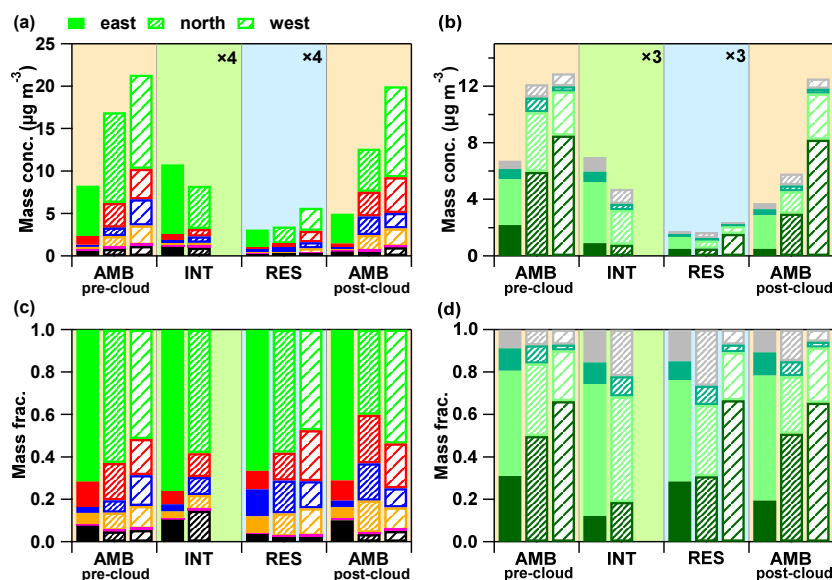 (a) east north west
25
20
15
10
5
0
Mass conc. (µg m⁻³)
×4 ×4
AMB INT RES AMB
pre-cloud post-cloud
(b)
12
8
4
0
Mass conc. (µg m⁻³)
×3 ×3
AMB INT RES AMB
pre-cloud post-cloud
(c)
1.0
0.8
0.6
0.4
0.2
0.0
Mass frac.
AMB INT RES AMB
pre-cloud post-cloud
(d)
1.0
0.8
0.6
0.4
0.2
0.0
Mass frac.
AMB INT RES AMB
pre-cloud post-cloud